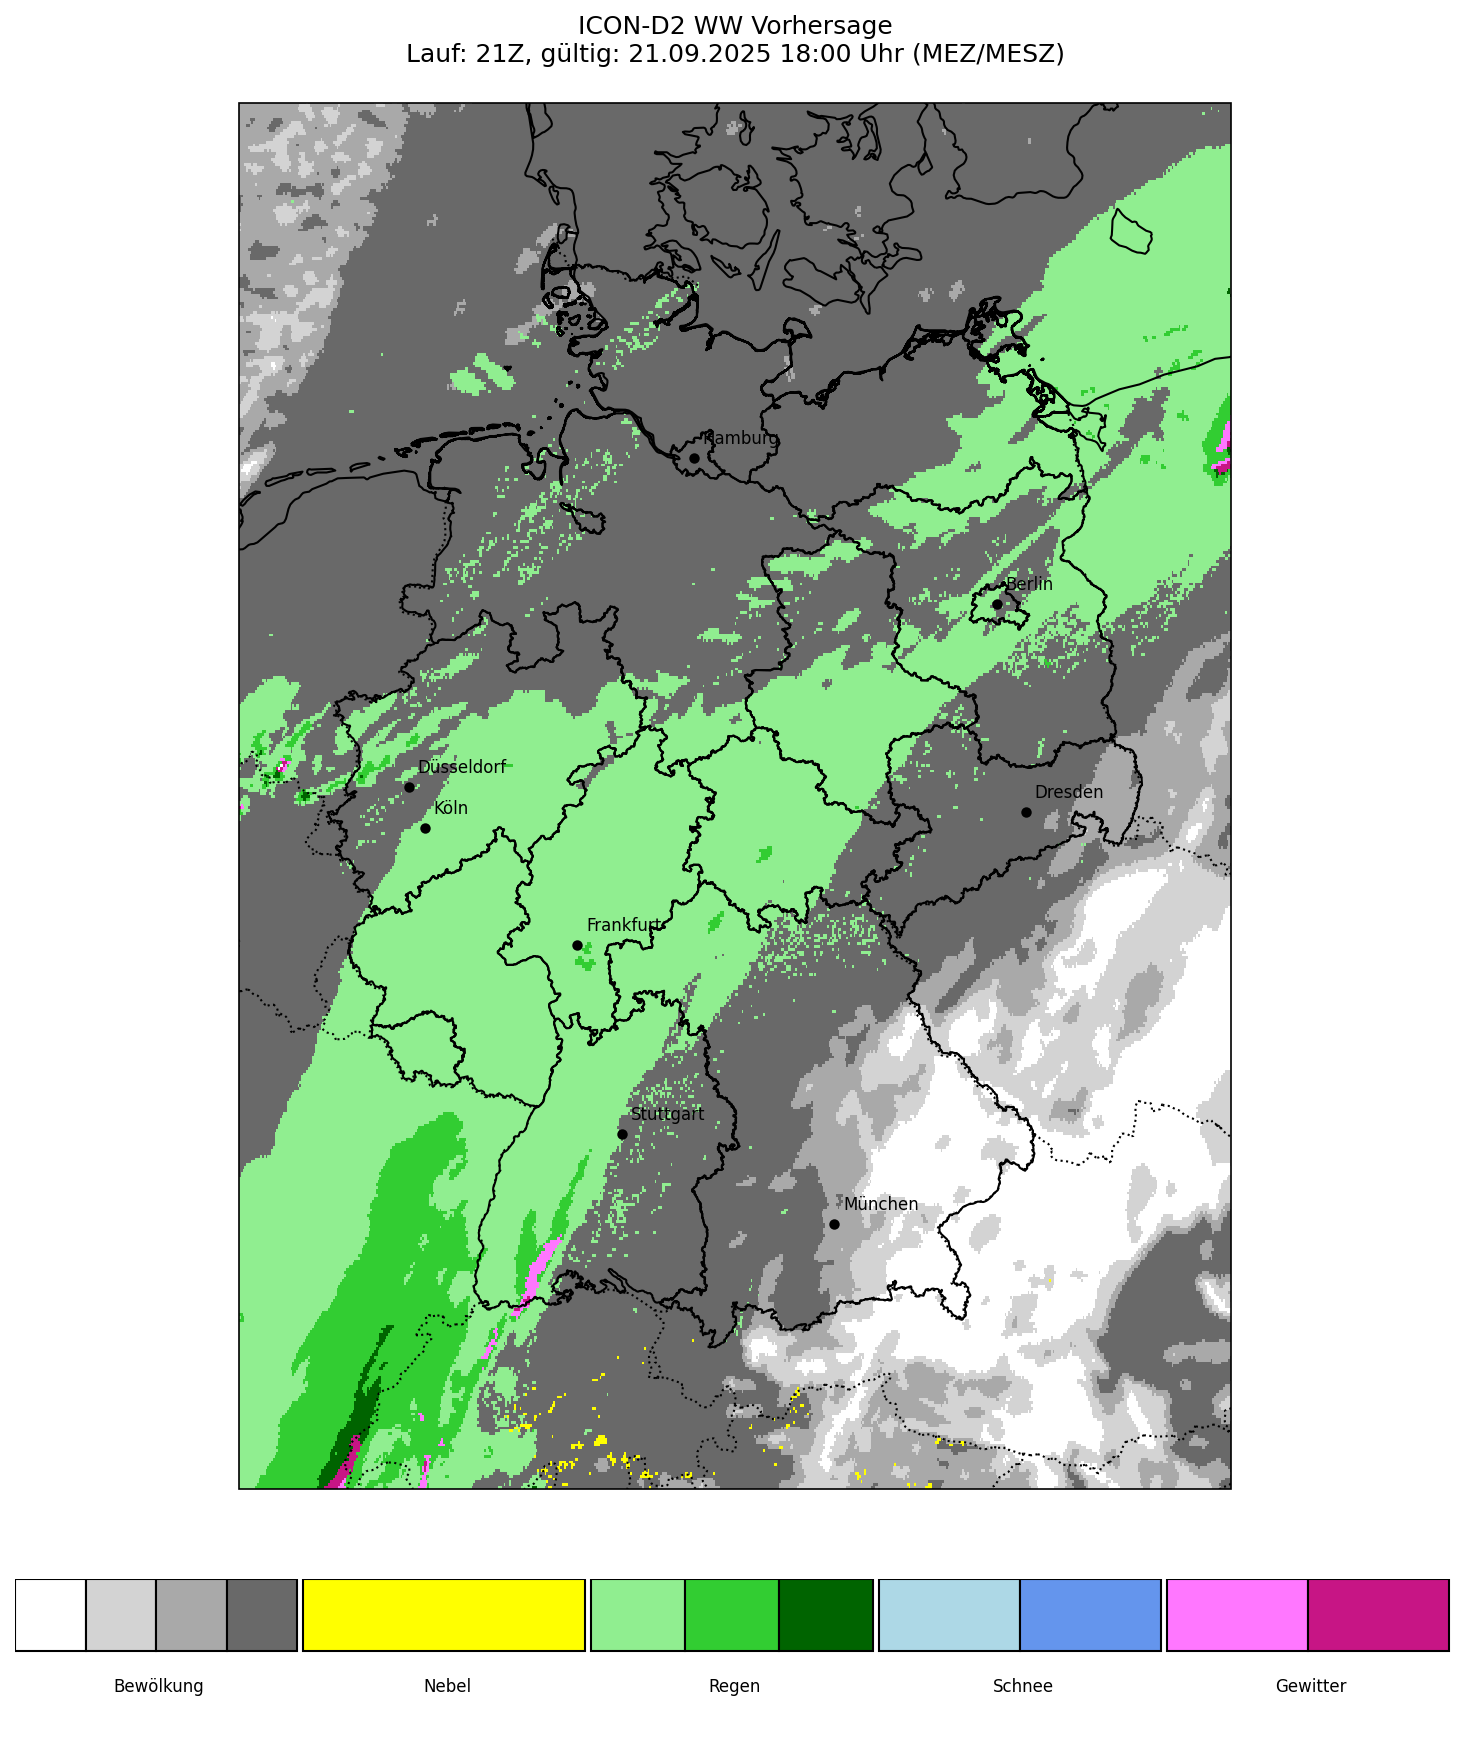 ICON-D2 WW Vorhersage
Lauf: 21Z, gültig: 21.09.2025 18:00 Uhr (MEZ/MESZ)
Hamburg
Berlin
Düsseldorf
Köln
Dresden
Frankfurt
Stuttgart
München
Bewölkung
Nebel
Regen
Schnee
Gewitter